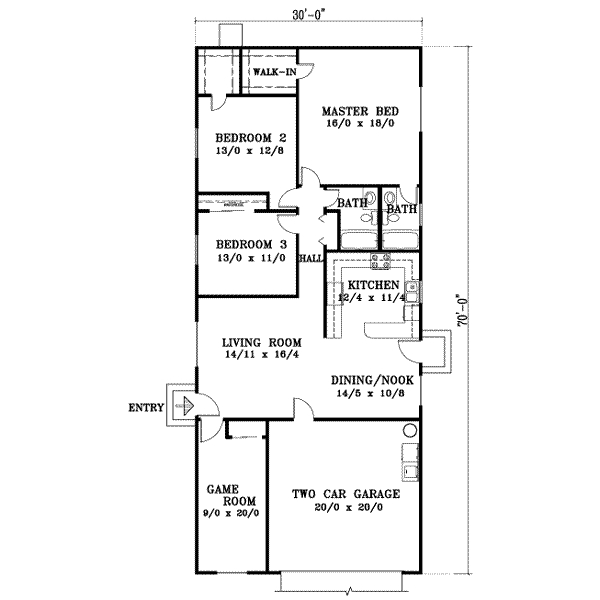 30'-0"
WALK-IN
MASTER BED
16/0 x 18/0
BEDROOM 2
13/0 x 12/8
BATH
BATH
BEDROOM 3
13/0 x 11/0
HALL
KITCHEN
12/4 x 11/4
70'-0"
LIVING ROOM
14/11 x 16/4
DINING/NOOK
14/5 x 10/8
ENTRY
GAME
ROOM
9/0 x 20/0
TWO CAR GARAGE
20/0 x 20/0